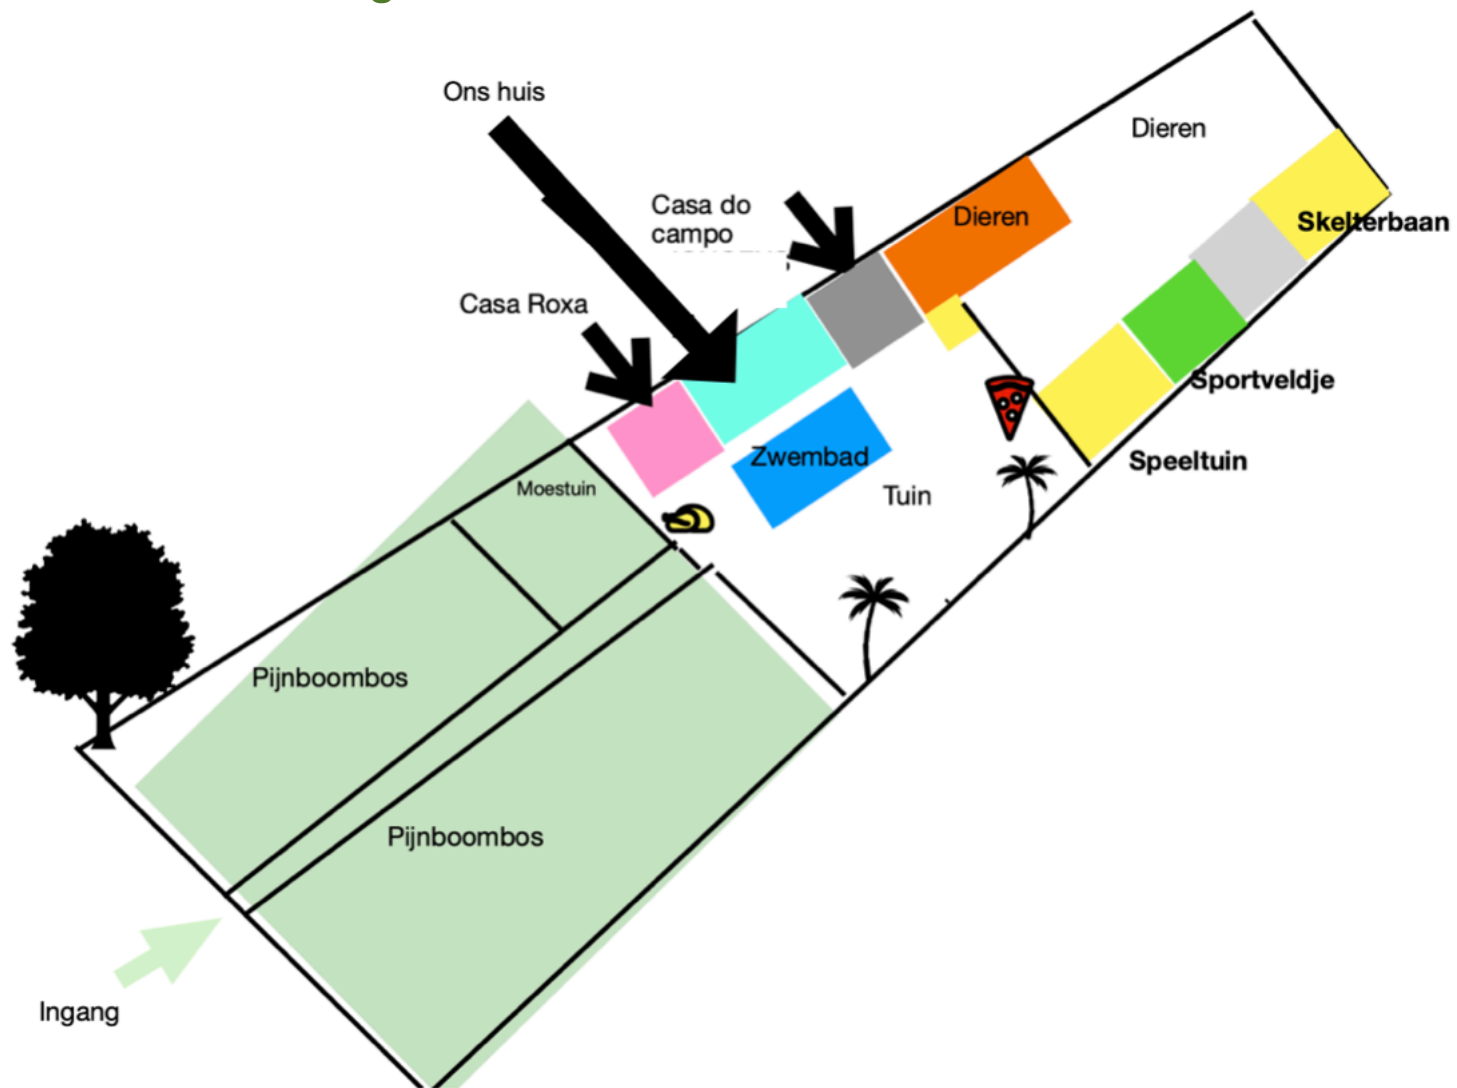 Ons huis
Dieren
Casa do
campo
Dieren
Skelterbaan
Casa Roxa
Sportveldje
Zwembad
Speeltuin
Moestuin
Tuin
Pijnboombos
Pijnboombos
Ingang